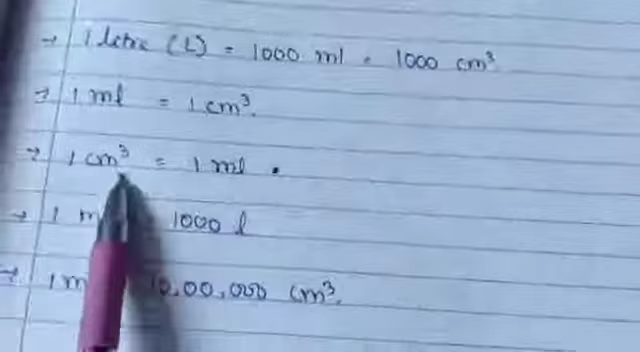 → 1 litre (L) = 1000 ml = 1000 cm³
→ 1 ml = 1 cm³.
→ 1 cm³ = 1 ml.
→ 1 m 1000 l
→ 1 m 10,00,000 cm³.